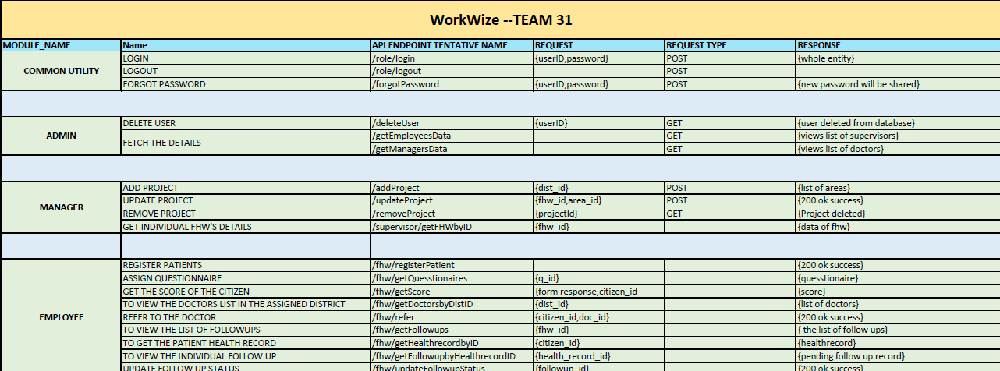 WorkWize --TEAM 31
MODULE_NAME Name API ENDPOINT TENTATIVE NAME REQUEST REQUEST TYPE RESPONSE
COMMON UTILITY
LOGIN /role/login {userID,password} POST {whole entity}
LOGOUT /role/logout POST
FORGOT PASSWORD /forgotPassword {userID,password} POST {new password will be shared}
ADMIN
DELETE USER /deleteUser {userID} GET {user deleted from database}
FETCH THE DETAILS
/getEmployeesData GET {views list of supervisors}
/getManagersData GET {views list of doctors}
MANAGER
ADD PROJECT /addProject {dist_id} POST {list of areas}
UPDATE PROJECT /updateProject {fhw_id,area_id} POST {200 ok success}
REMOVE PROJECT /removeProject {projectId} GET {Project deleted}
GET INDIVIDUAL FHW'S DETAILS /supervisor/getFHWbyID {fhw_id} {data of fhw}
EMPLOYEE
REGISTER PATIENTS /fhw/registerPatient {200 ok success}
ASSIGN QUESTIONNAIRE /fhw/getQuesstionaires {q_id} {quesstionaire}
GET THE SCORE OF THE CITIZEN /fhw/getScore {form response,citizen_id {score}
TO VIEW THE DOCTORS LIST IN THE ASSIGNED DISTRICT /fhw/getDoctorsbyDistID {dist_id} {list of doctors}
REFER TO THE DOCTOR /fhw/refer {citizen_id,doc_id} {200 ok success}
TO VIEW THE LIST OF FOLLOWUPS /fhw/getFollowups {fhw_id} { the list of follow ups}
TO GET THE PATIENT HEALTH RECORD /fhw/getHealthrecordbyID {citizen_id} {healthrecord}
TO VIEW THE INDIVIDUAL FOLLOW UP /fhw/getFollowupbyHealthrecordID {health_record_id} {pending follow up record}
UPDATE FOLLOW UP STATUS /fhw/updateFollowupStatus {followup_id} {200 ok success}